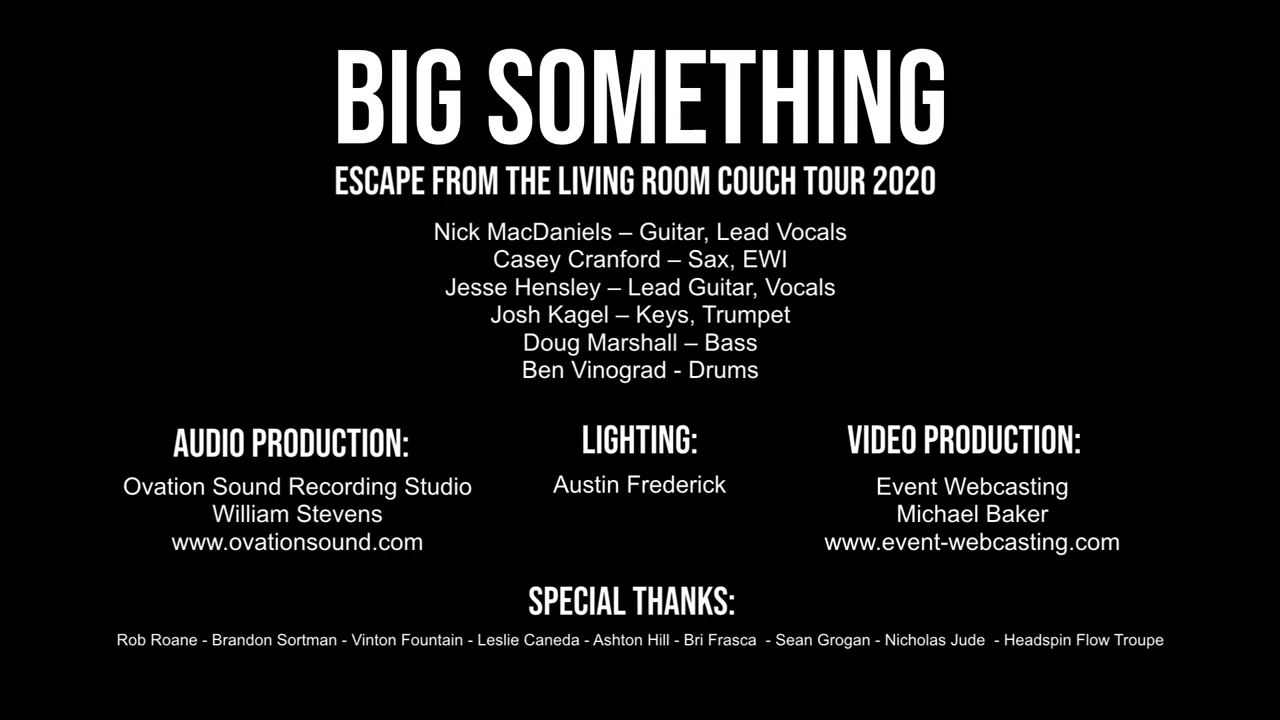 BIG SOMETHING
ESCAPE FROM THE LIVING ROOM COUCH TOUR 2020
Nick MacDaniels – Guitar, Lead Vocals
Casey Cranford – Sax, EWI
Jesse Hensley – Lead Guitar, Vocals
Josh Kagel – Keys, Trumpet
Doug Marshall – Bass
Ben Vinograd - Drums
AUDIO PRODUCTION:
Ovation Sound Recording Studio
William Stevens
www.ovationsound.com
LIGHTING:
Austin Frederick
VIDEO PRODUCTION:
Event Webcasting
Michael Baker
www.event-webcasting.com
SPECIAL THANKS:
Rob Roane - Brandon Sortman - Vinton Fountain - Leslie Caneda - Ashton Hill - Bri Frasca  - Sean Grogan - Nicholas Jude  - Headspin Flow Troupe